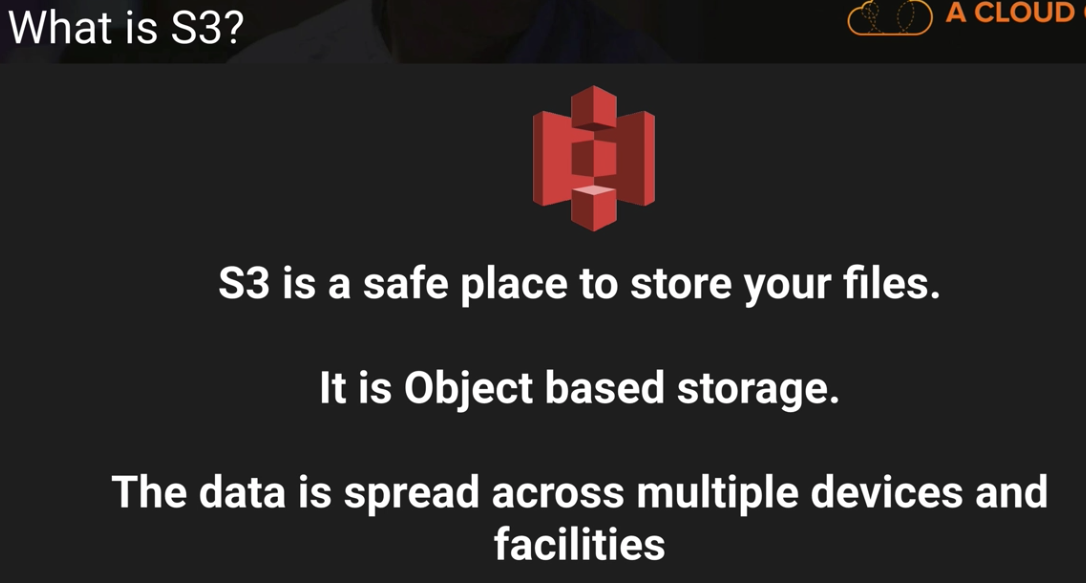 What is S3?
A CLOUD
S3 is a safe place to store your files.
It is Object based storage.
The data is spread across multiple devices and
facilities